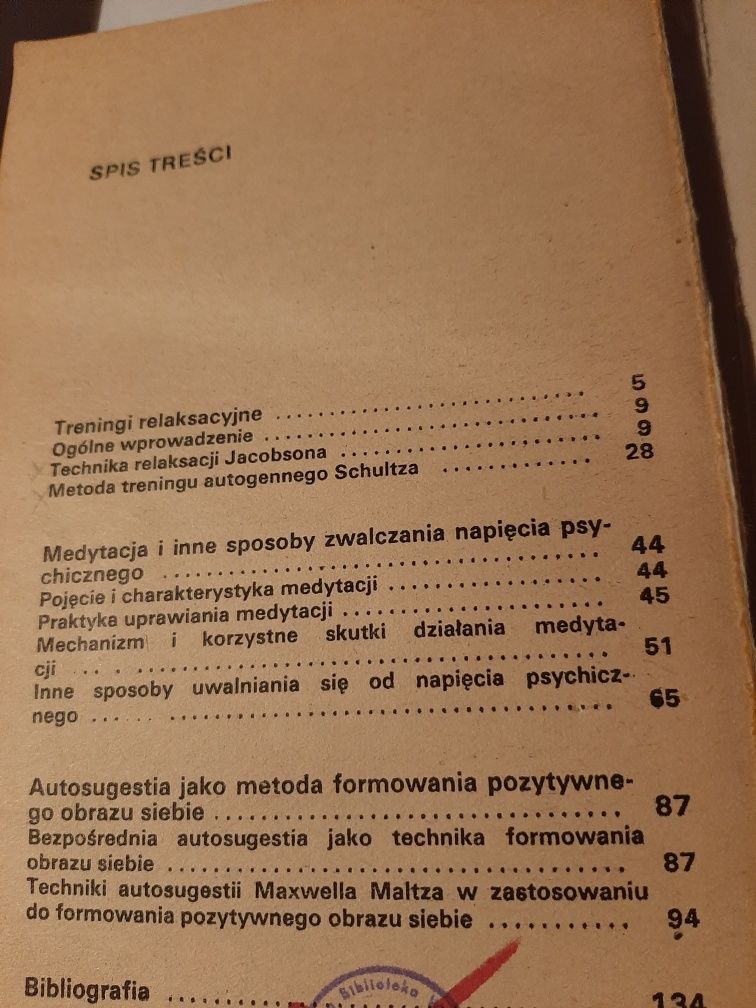 SPIS TREŚCI
Treningi relaksacyjne ........................................ 5
Ogólne wprowadzenie ........................................ 9
Technika relaksacji Jacobsona ........................... 9
Metoda treningu autogennego Schultza ............. 28
Medytacja i inne sposoby zwalczania napięcia psy-
chicznego ........................................ 44
Pojęcie i charakterystyka medytacji .................... 44
Praktyka uprawiania medytacji ........................ 45
Mechanizm i korzystne skutki działania medyta-
cji ... . ........................................ 51
Inne sposoby uwalniania się od napięcia psychicz-
nego ...... ........................................ 65
Autosugestia jako metoda formowania pozytywne-
go obrazu siebie .................................. 87
Bezpośrednia autosugestia jako technika formowania
obrazu siebie ...................................... 87
Techniki autosugestii Maxwella Maltza w zastosowaniu
do formowania pozytywnego obrazu siebie ........... 94
Bibliografia ........................................ 134
Biblioteka